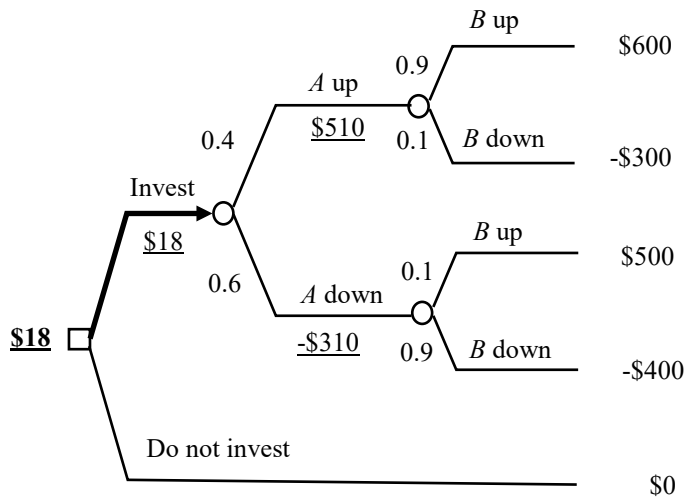 B up
$600
0.9
A up
$510
0.1
B down
-$300
0.4
Invest
$18
B up
$500
0.1
0.6
A down
-$310
0.9
B down
-$400
$18
Do not invest
$0